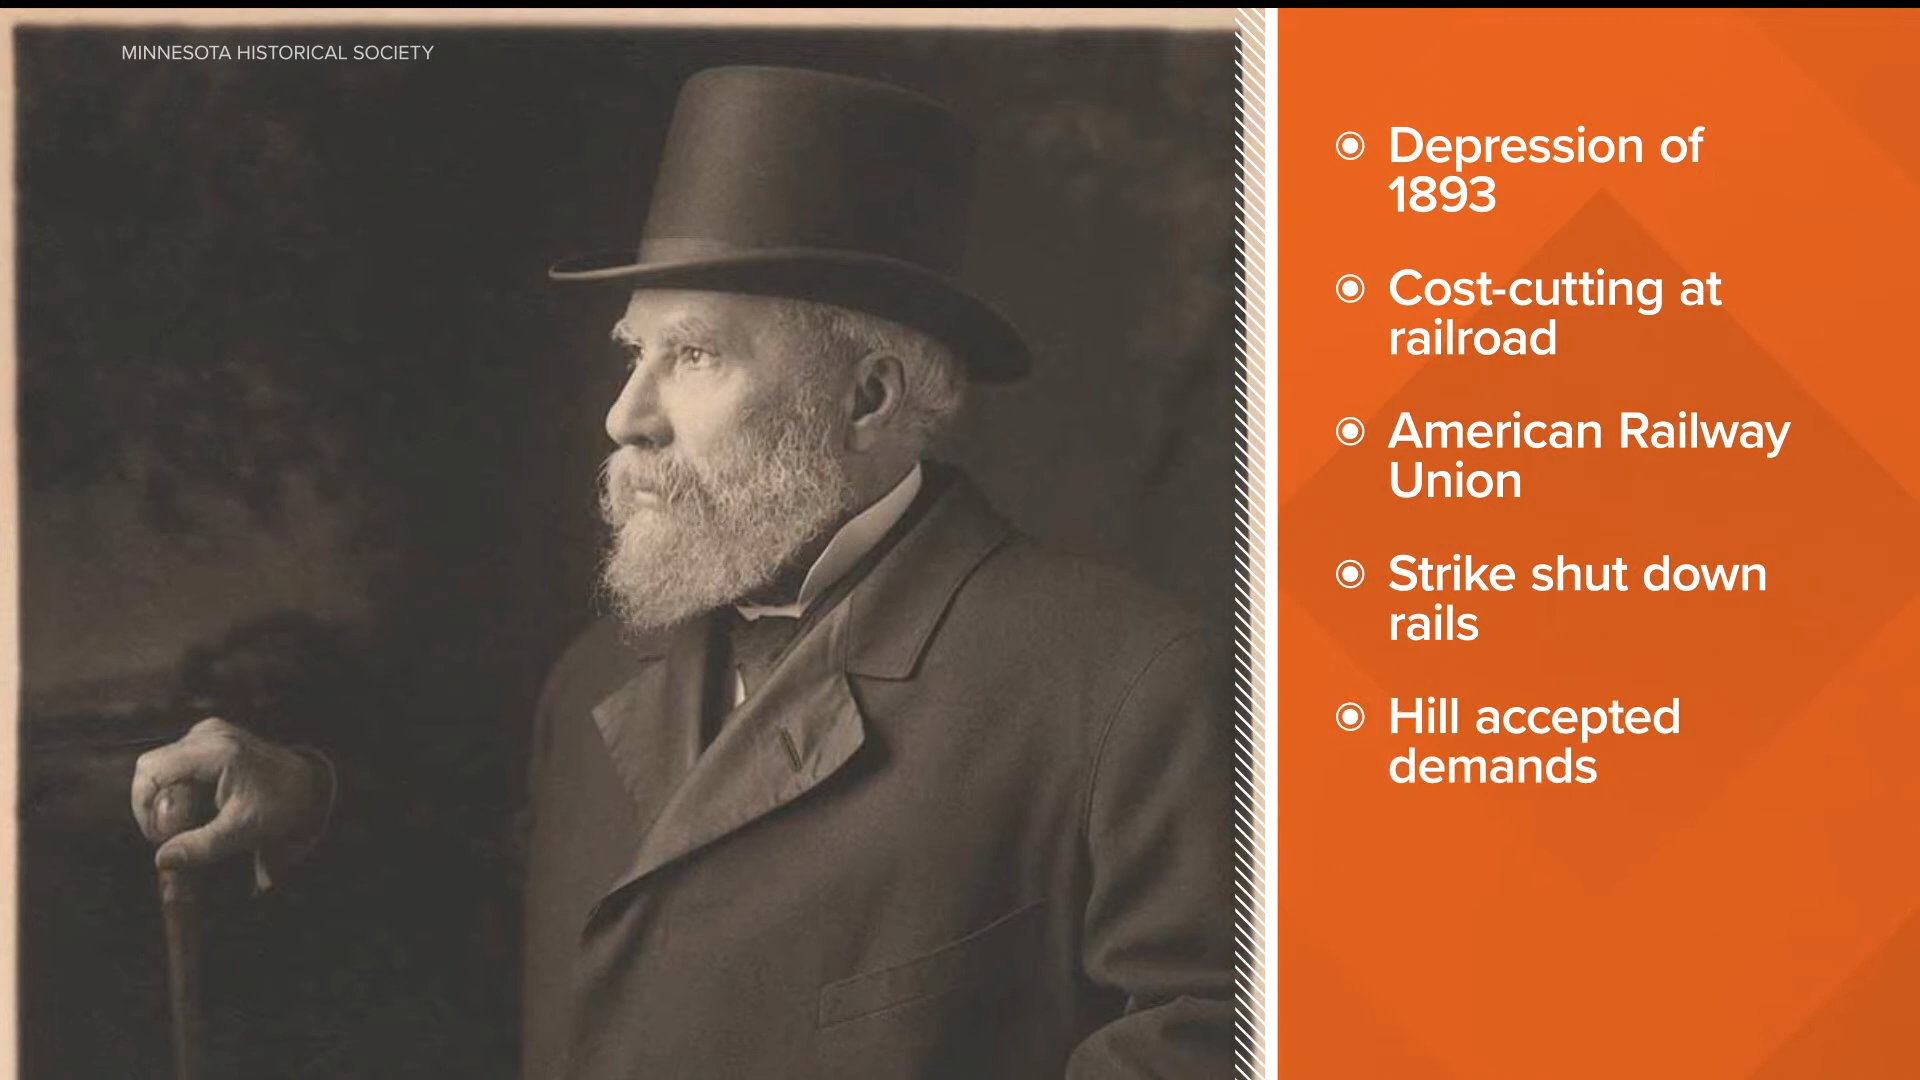 MINNESOTA HISTORICAL SOCIETY
Depression of
1893
Cost-cutting at
railroad
American Railway
Union
Strike shut down
rails
Hill accepted
demands